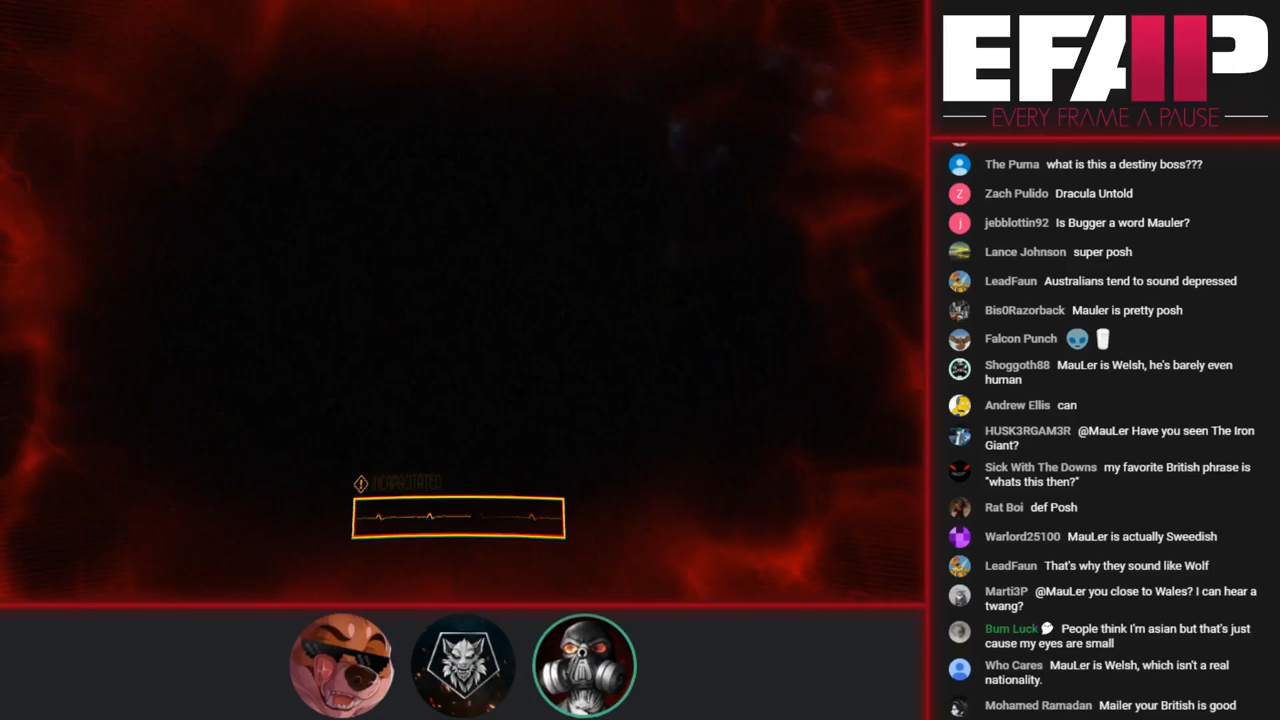 EFAP
EVERY FRAME A PAUSE
The Puma what is this a destiny boss???
Z Zach Pulido Dracula Untold
j jebblottin92 Is Bugger a word Mauler?
Lance Johnson super posh
LeadFaun Australians tend to sound depressed
Bis0Razorback Mauler is pretty posh
Falcon Punch
Shoggoth88 MauLer is Welsh, he's barely even
human
Andrew Ellis can
HUSK3RGAM3R @MauLer Have you seen The Iron
Giant?
Sick With The Downs my favorite British phrase is
"whats this then?"
Rat Boi def Posh
Warlord25100 MauLer is actually Sweedish
LeadFaun That's why they sound like Wolf
Marti3P @MauLer you close to Wales? I can hear a
twang?
Bum Luck People think I'm asian but that's just
cause my eyes are small
Who Cares MauLer is Welsh, which isn't a real
nationality.
Mohamed Ramadan Mailer your British is good
INCAPACITATED